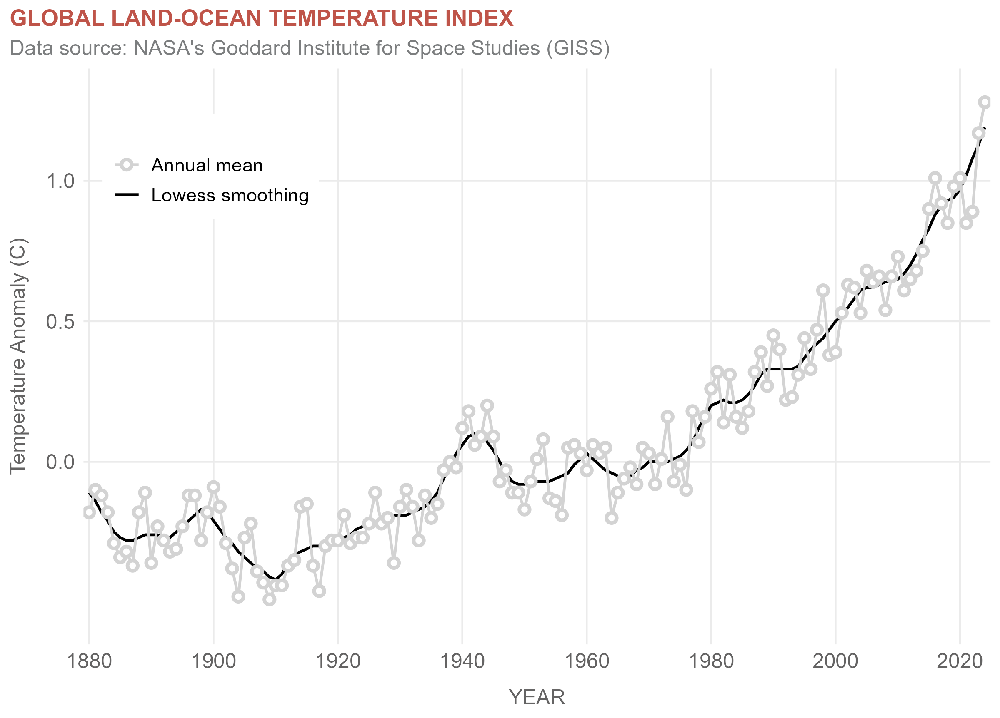 GLOBAL LAND-OCEAN TEMPERATURE INDEX
Data source: NASA's Goddard Institute for Space Studies (GISS)
Annual mean
Lowess smoothing
Temperature Anomaly (C)
1.0
0.5
0.0
1880 1900 1920 1940 1960 1980 2000 2020
YEAR